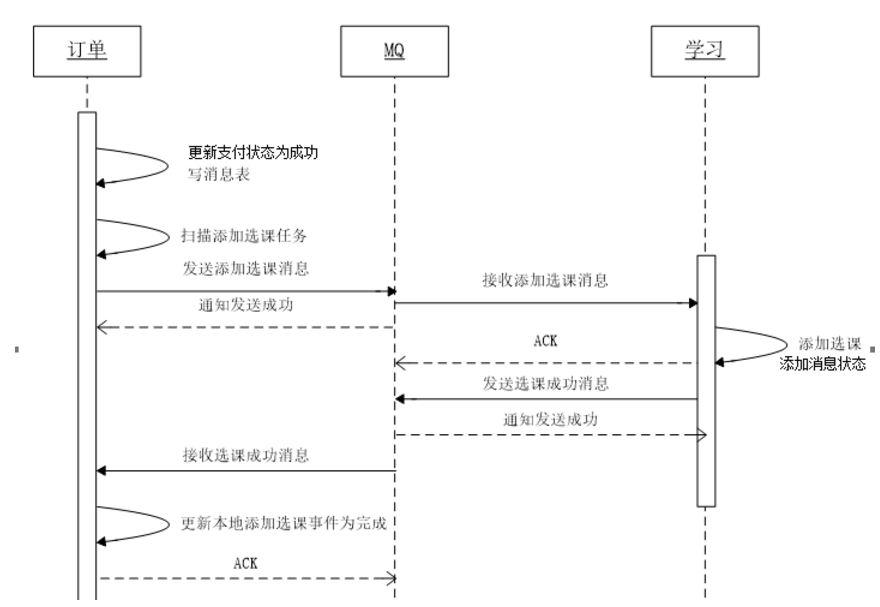 订单
MQ
学习
更新支付状态为成功
写消息表
扫描添加选课任务
发送添加选课消息
接收添加选课消息
通知发送成功
ACK
添加选课
添加消息状态
发送选课成功消息
通知发送成功
接收选课成功消息
更新本地添加选课事件为完成
ACK